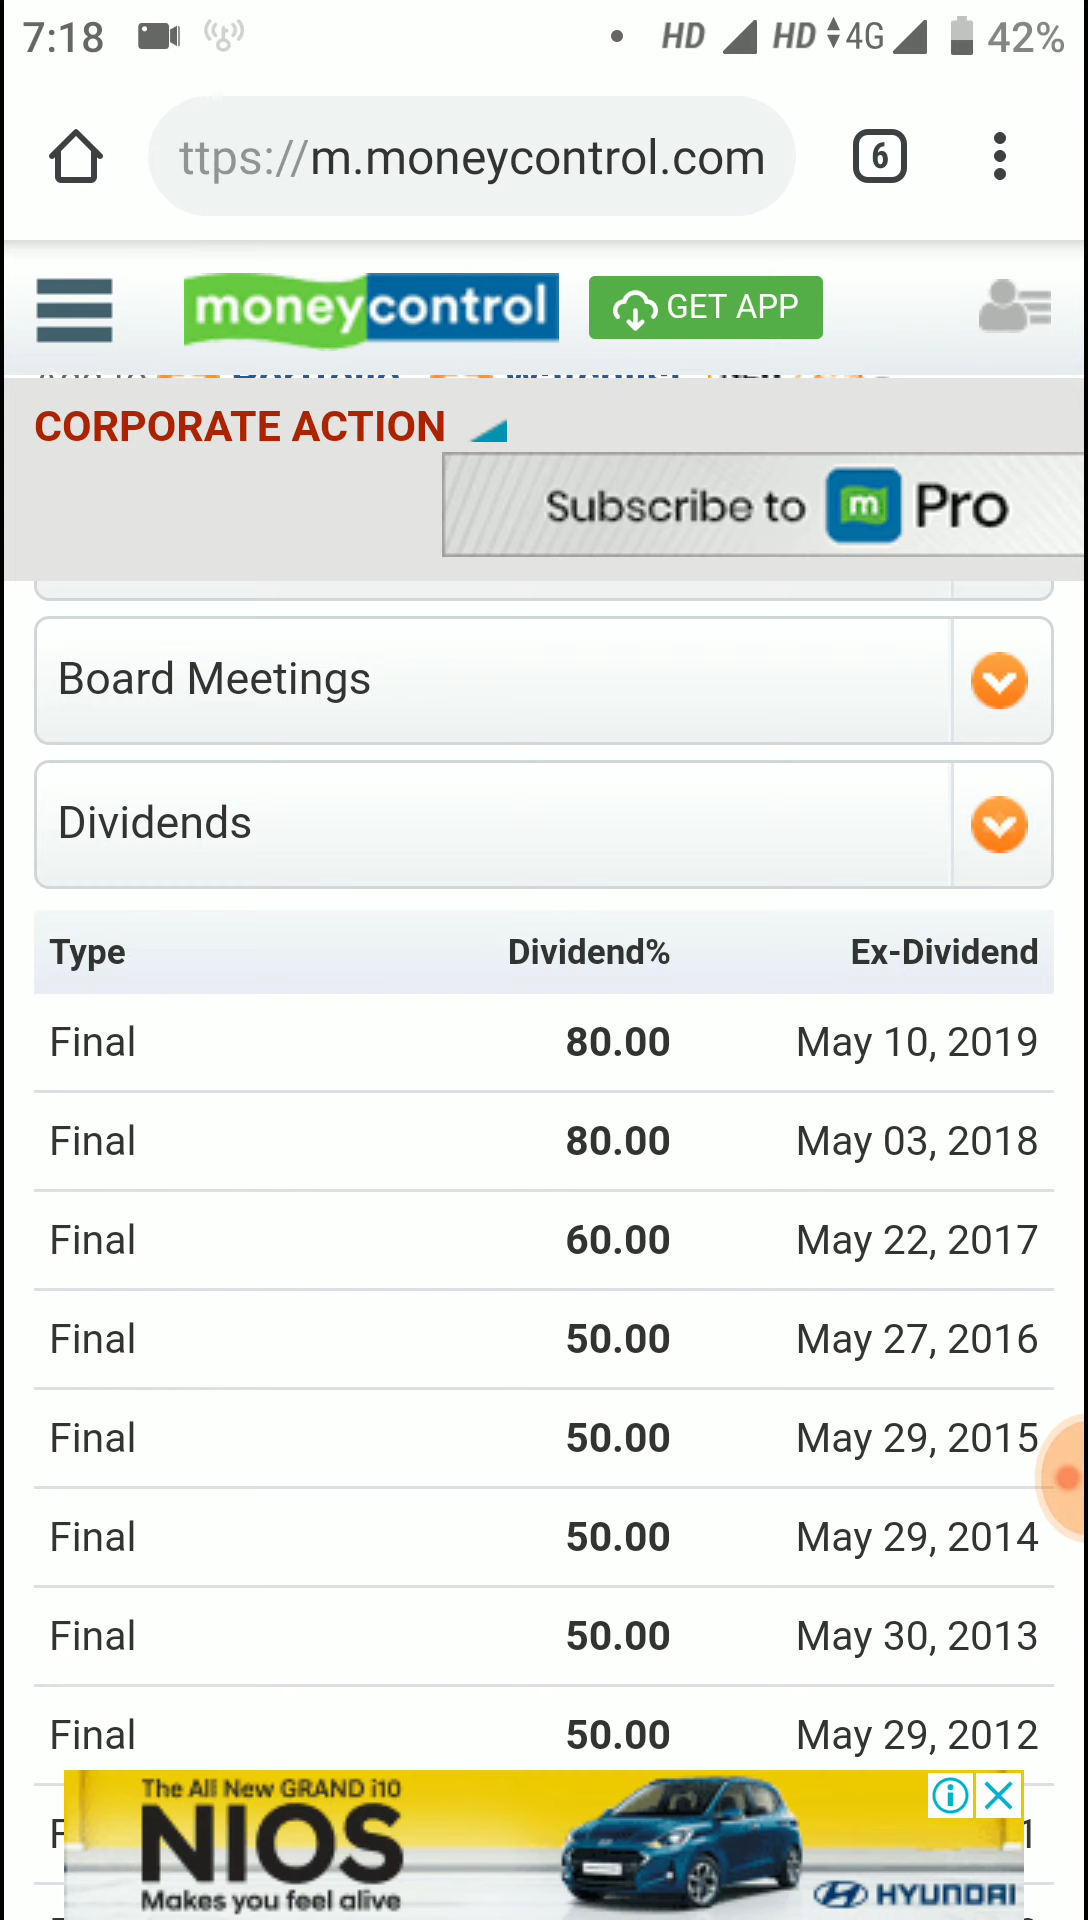 7:18 HD HD 4G 42%
ttps://m.moneycontrol.com 6
moneycontrol GET APP
CORPORATE ACTION
Subscribe to m Pro
Board Meetings
Dividends
Type Dividend% Ex-Dividend
Final 80.00 May 10, 2019
Final 80.00 May 03, 2018
Final 60.00 May 22, 2017
Final 50.00 May 27, 2016
Final 50.00 May 29, 2015
Final 50.00 May 29, 2014
Final 50.00 May 30, 2013
Final 50.00 May 29, 2012
The All New GRAND i10
NIOS
Makes you feel alive
HYUNDAI